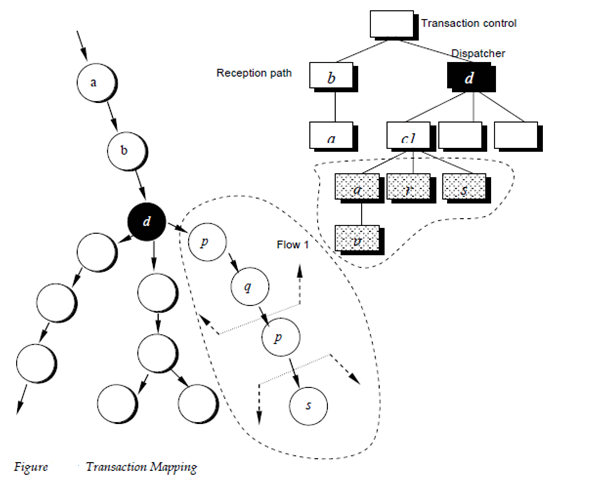 Transaction control
Dispatcher
Reception path
b
d
a
a
c1
b
a
r
s
d
p
Flow 1
q
p
s
Figure Transaction Mapping